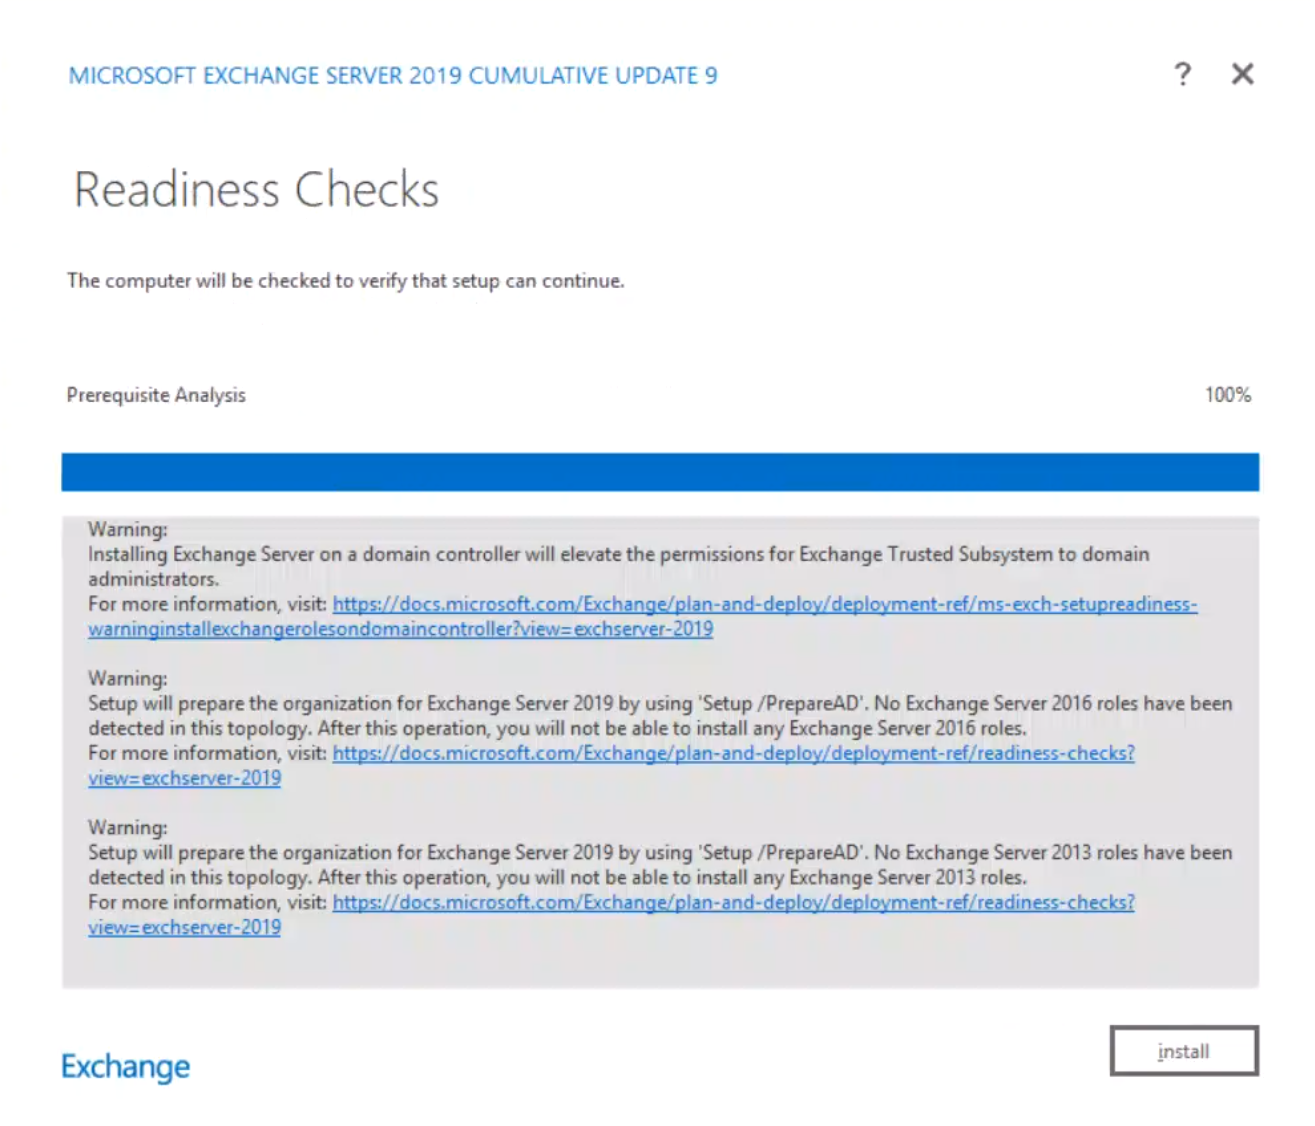 MICROSOFT EXCHANGE SERVER 2019 CUMULATIVE UPDATE 9
?
Readiness Checks
The computer will be checked to verify that setup can continue.
Prerequisite Analysis 100%
Warning:
Installing Exchange Server on a domain controller will elevate the permissions for Exchange Trusted Subsystem to domain
administrators.
For more information, visit: https://docs.microsoft.com/Exchange/plan-and-deploy/deployment-ref/ms-exch-setupreadiness-
warninginstallexchangerolesondomaincontroller?view=exchserver-2019
Warning:
Setup will prepare the organization for Exchange Server 2019 by using 'Setup /PrepareAD'. No Exchange Server 2016 roles have been
detected in this topology. After this operation, you will not be able to install any Exchange Server 2016 roles.
For more information, visit: https://docs.microsoft.com/Exchange/plan-and-deploy/deployment-ref/readiness-checks?
view=exchserver-2019
Warning:
Setup will prepare the organization for Exchange Server 2019 by using 'Setup /PrepareAD'. No Exchange Server 2013 roles have been
detected in this topology. After this operation, you will not be able to install any Exchange Server 2013 roles.
For more information, visit: https://docs.microsoft.com/Exchange/plan-and-deploy/deployment-ref/readiness-checks?
view=exchserver-2019
Exchange
install